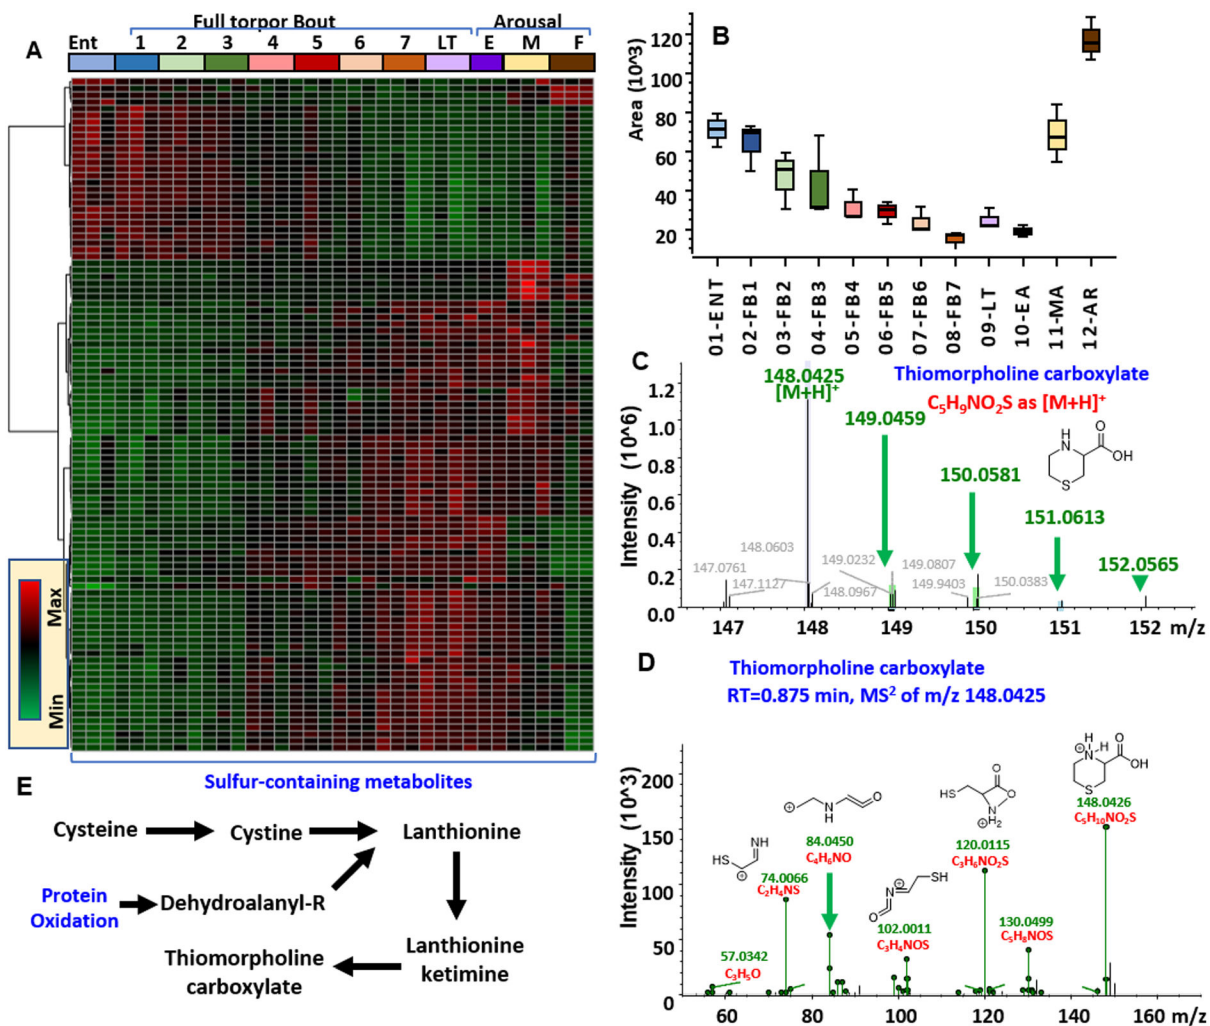 A
Full torpor Bout
Arousal
Ent 1 2 3 4 5 6 7 LT E M F
Max
Min
Sulfur-containing metabolites
B
Area (10^3)
120
100
80
60
40
20
01-ENT
02-FB1
03-FB2
04-FB3
05-FB4
06-FB5
07-FB6
08-FB7
09-LT
10-EA
11-MA
12-AR
C
Intensity (10^6)
1.2
1.0
0.8
0.6
0.4
0.2
0.0
148.0425
[M+H]+
Thiomorpholine carboxylate
C5H9NO2S as [M+H]+
149.0459
150.0581
151.0613
152.0565
148.0603
147.0761
147.1127
149.0232
148.0967
149.0807
149.9403
150.0383
H
N
O
OH
S
147 148 149 150 151 152 m/z
D
Thiomorpholine carboxylate
RT=0.875 min, MS2 of m/z 148.0425
Intensity (10^3)
200
150
100
50
0
57.0342
C3H5O
HS
NH
⊕
74.0066
C2H4NS
⊕
N
H
O
84.0450
C4H6NO
⊕
N
SH
O
102.0011
C3H4NOS
HS
O
O
NH2
⊕
120.0115
C3H6NO2S
130.0499
C5H8NOS
H
⊕
N
H
O
OH
S
148.0426
C5H10NO2S
60 80 100 120 140 160 m/z
E
Cysteine
Cystine
Lanthionine
Protein
Oxidation
Dehydroalanyl-R
Lanthionine
ketimine
Thiomorpholine
carboxylate